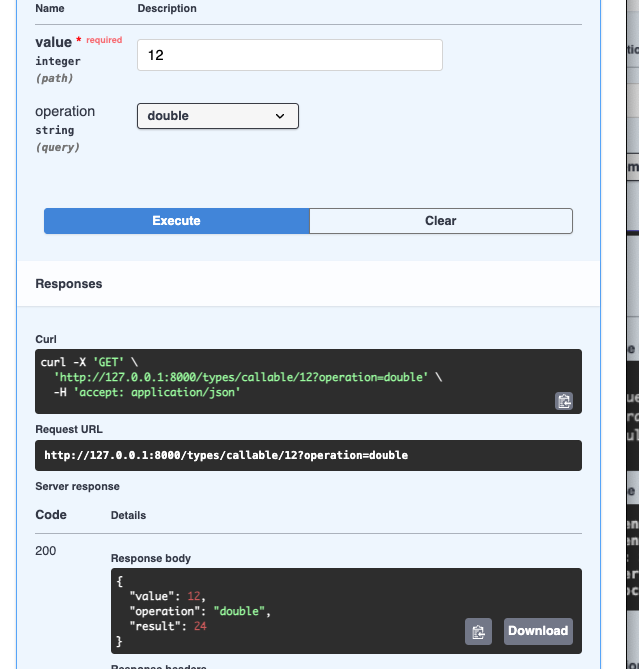 Name Description
value * required
integer
(path)
12
operation
string
(query)
double
Execute Clear
Responses
Curl
curl -X 'GET' \
'http://127.0.0.1:8000/types/callable/12?operation=double' \
-H 'accept: application/json'
Request URL
http://127.0.0.1:8000/types/callable/12?operation=double
Server response
Code Details
200
Response body
{
"value": 12,
"operation": "double",
"result": 24
}
Download
Response headers